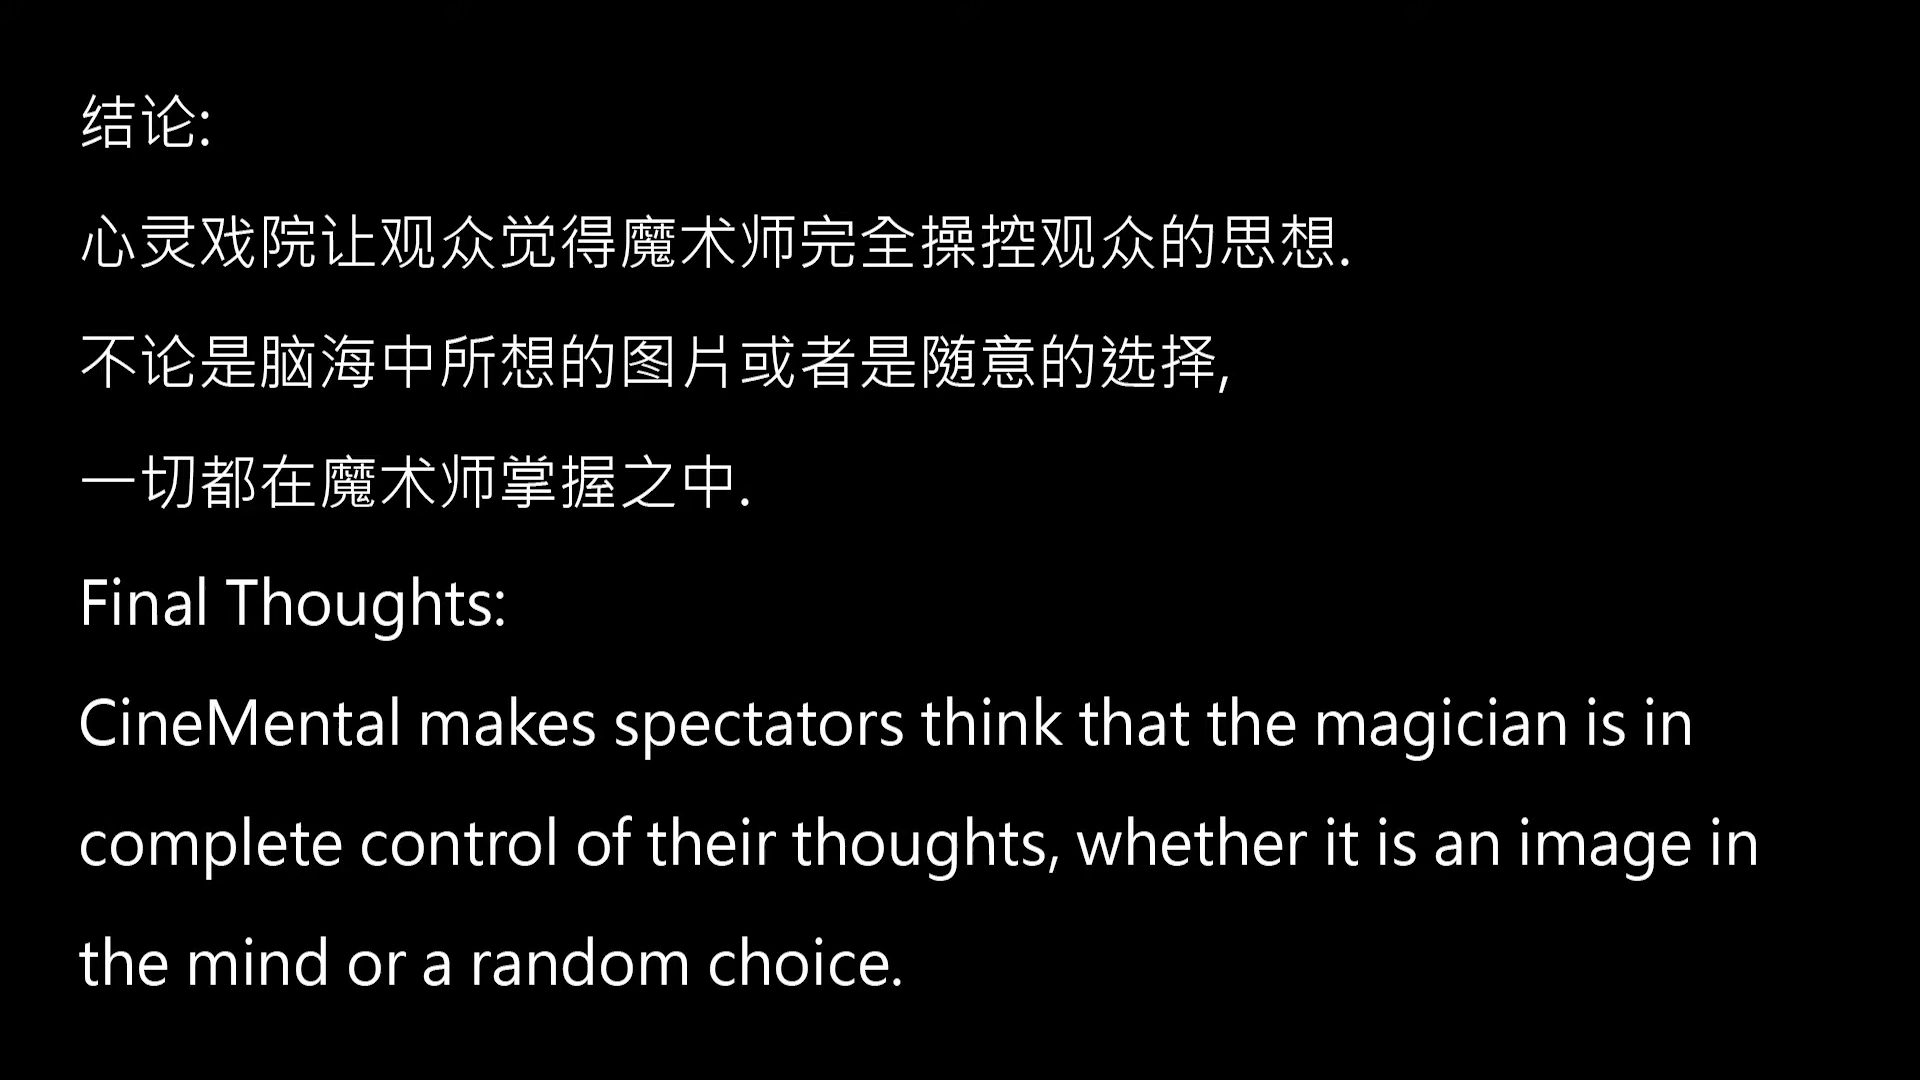 结论:
心灵戏院让观众觉得魔术师完全操控观众的思想.
不论是脑海中所想的图片或者是随意的选择,
一切都在魔术师掌握之中.
Final Thoughts:
CineMental makes spectators think that the magician is in
complete control of their thoughts, whether it is an image in
the mind or a random choice.